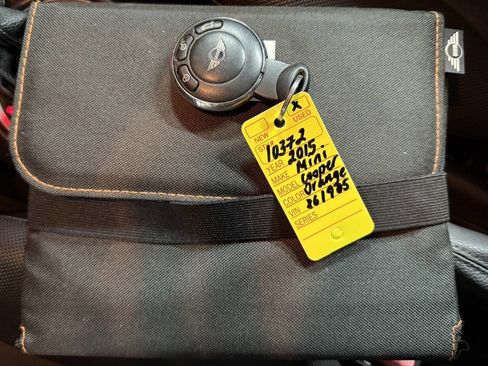 NEW
X
USED
STK# 10372
YEAR 2015
MAKE Mini
MODEL Cooper
COLOR Orange
VIN 261985
SERIES